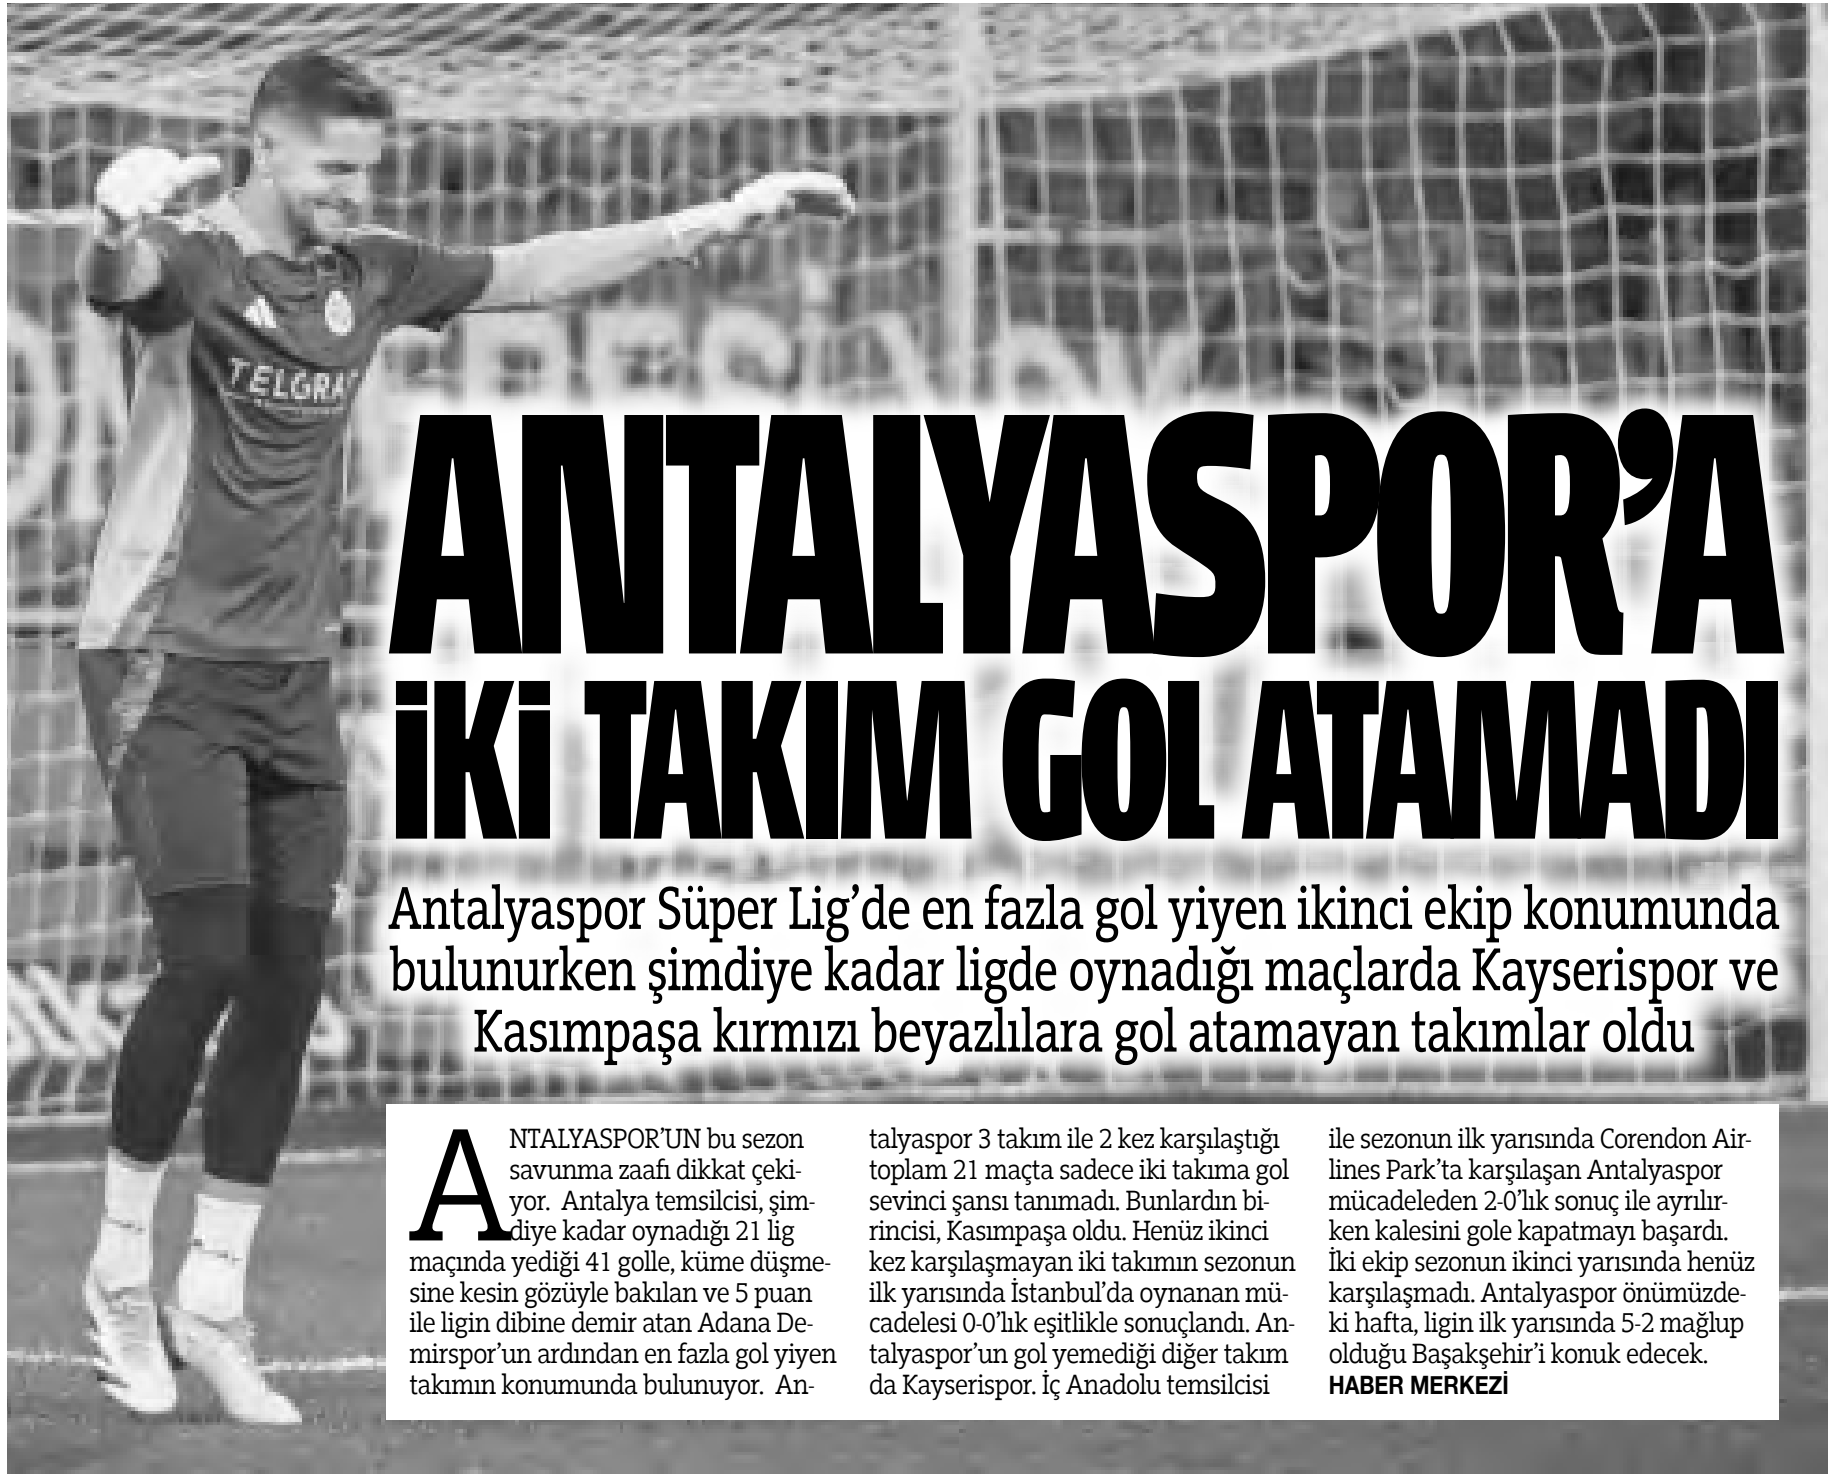 TELGRAF
ANTALYASPOR’A
İKİ TAKIM GOL ATAMADI
Antalyaspor Süper Lig’de en fazla gol yiyen ikinci ekip konumunda
bulunurken şimdiye kadar ligde oynadığı maçlarda Kayserispor ve
Kasımpaşa kırmızı beyazlılara gol atamayan takımlar oldu
ANTALYASPOR’UN bu sezon
savunma zaafı dikkat çeki-
yor. Antalya temsilcisi, şim-
diye kadar oynadığı 21 lig
maçında yediği 41 golle, küme düşme-
sine kesin gözüyle bakılan ve 5 puan
ile ligin dibine demir atan Adana De-
mirspor’un ardından en fazla gol yiyen
takımın konumunda bulunuyor. An-
talyaspor 3 takım ile 2 kez karşılaştığı
toplam 21 maçta sadece iki takıma gol
sevinci şansı tanımadı. Bunlardın bi-
rincisi, Kasımpaşa oldu. Henüz ikinci
kez karşılaşmayan iki takımın sezonun
ilk yarısında İstanbul’da oynanan mü-
cadelesi 0-0’lık eşitlikle sonuçlandı. An-
talyaspor’un gol yemediği diğer takım
da Kayserispor. İç Anadolu temsilcisi
ile sezonun ilk yarısında Corendon Air-
lines Park’ta karşılaşan Antalyaspor
mücadeleden 2-0’lık sonuç ile ayrılır-
ken kalesini gole kapatmayı başardı.
İki ekip sezonun ikinci yarısında henüz
karşılaşmadı. Antalyaspor önümüzde-
ki hafta, ligin ilk yarısında 5-2 mağlup
olduğu Başakşehir’i konuk edecek.
HABER MERKEZİ